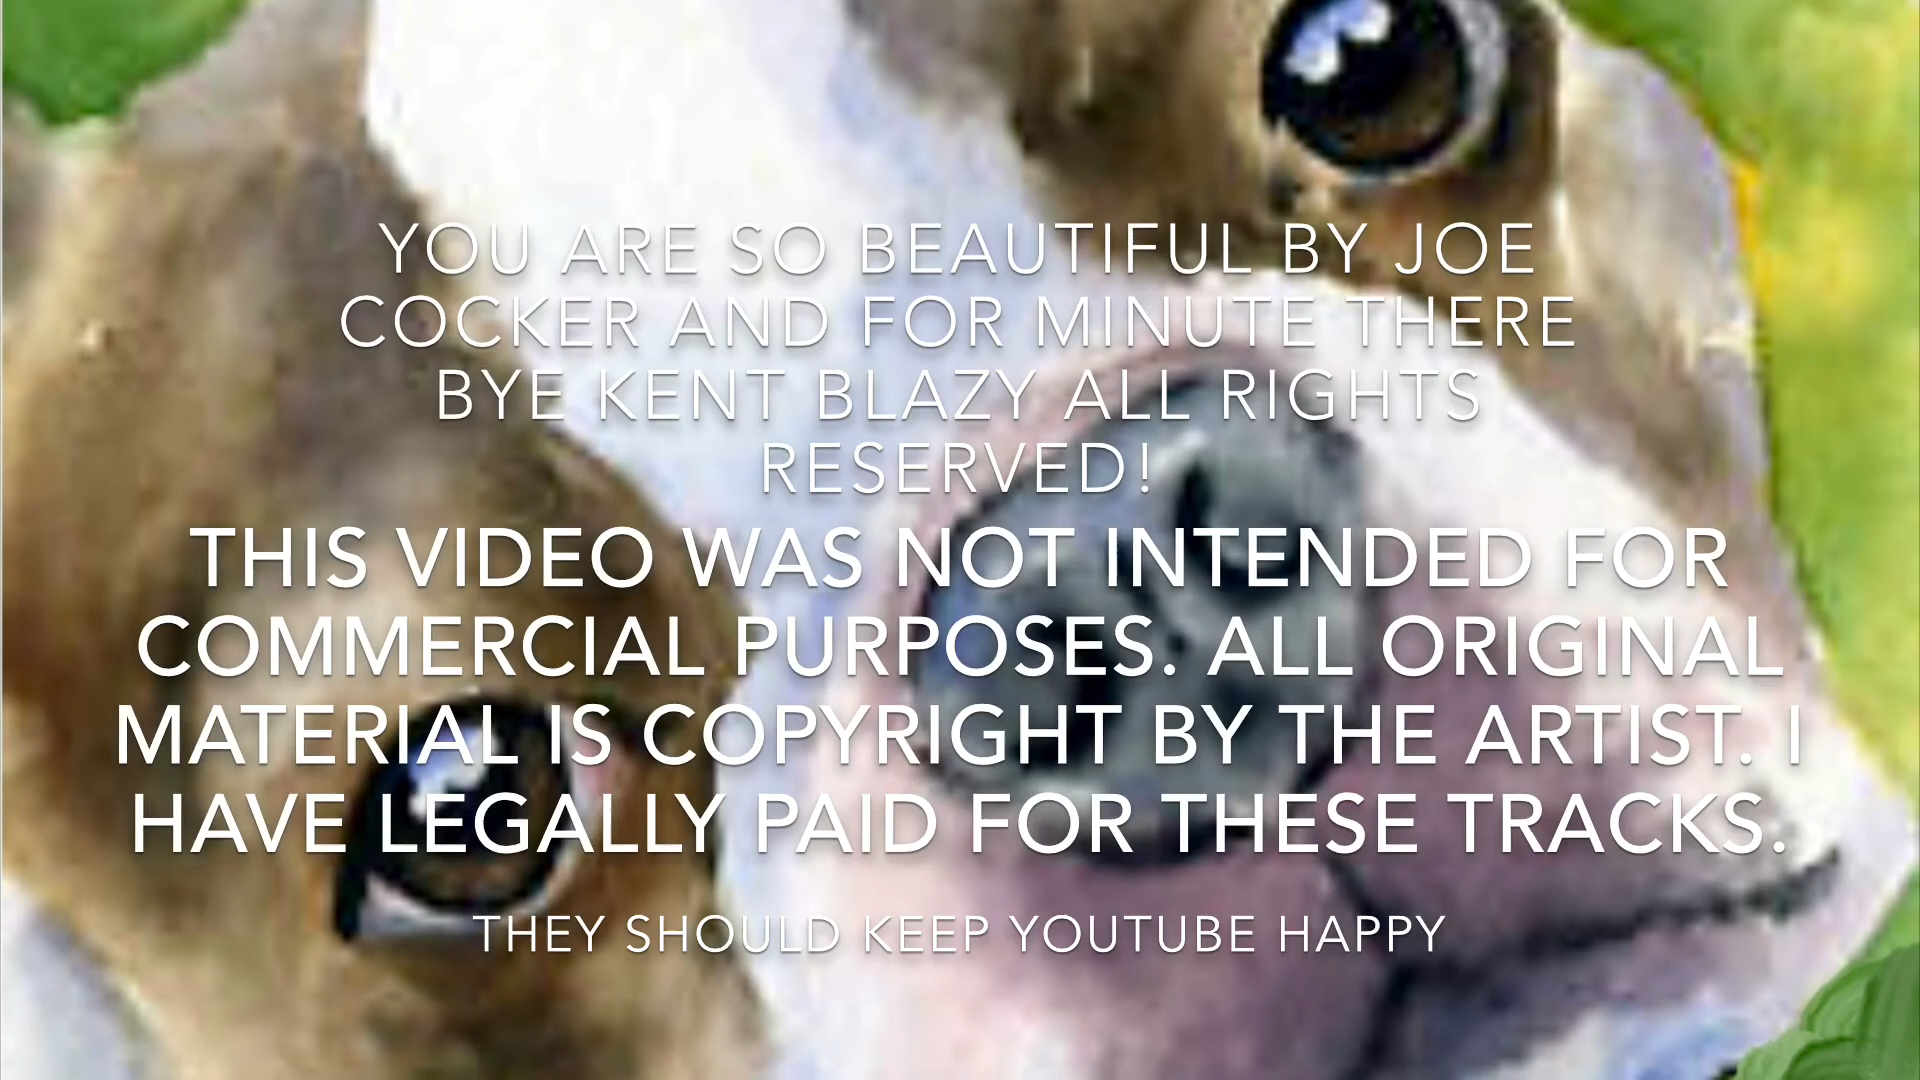 YOU ARE SO BEAUTIFUL BY JOE
COCKER AND FOR MINUTE THERE
BYE KENT BLAZY ALL RIGHTS
RESERVED!
THIS VIDEO WAS NOT INTENDED FOR
COMMERCIAL PURPOSES. ALL ORIGINAL
MATERIAL IS COPYRIGHT BY THE ARTIST. I
HAVE LEGALLY PAID FOR THESE TRACKS.
THEY SHOULD KEEP YOUTUBE HAPPY